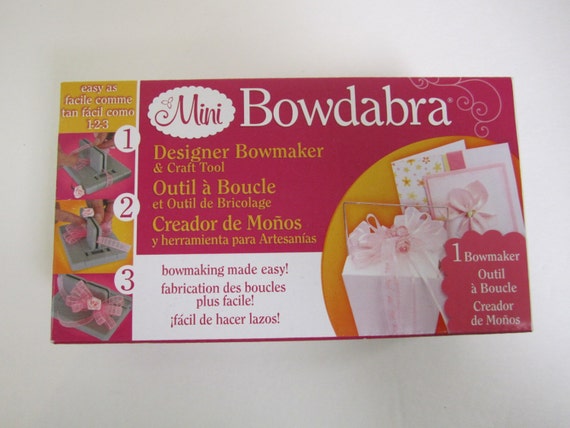 easy as
facile comme
tan fácil como
1-2-3
1
2
3
Mini
Bowdabra®
Designer Bowmaker
& Craft Tool
Outil à Boucle
et Outil de Bricolage
Creador de Moños
y herramienta para Artesanías
bowmaking made easy!
fabrication des boucles
plus facile!
¡fácil de hacer lazos!
1 Bowmaker
Outil
à Boucle
Creador
de Moños